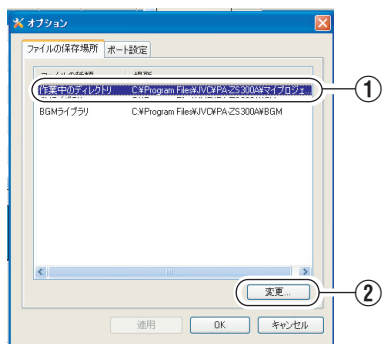 オプション
ファイルの保存場所 ポート設定
作業中のディレクトリ C:¥Program Files¥JVC¥PA-ZS300A¥マイプロジェ
①
BGMライブラリ C:¥Program Files¥JVC¥PA-ZS300A¥BGM
変更...
②
適用 OK キャンセル